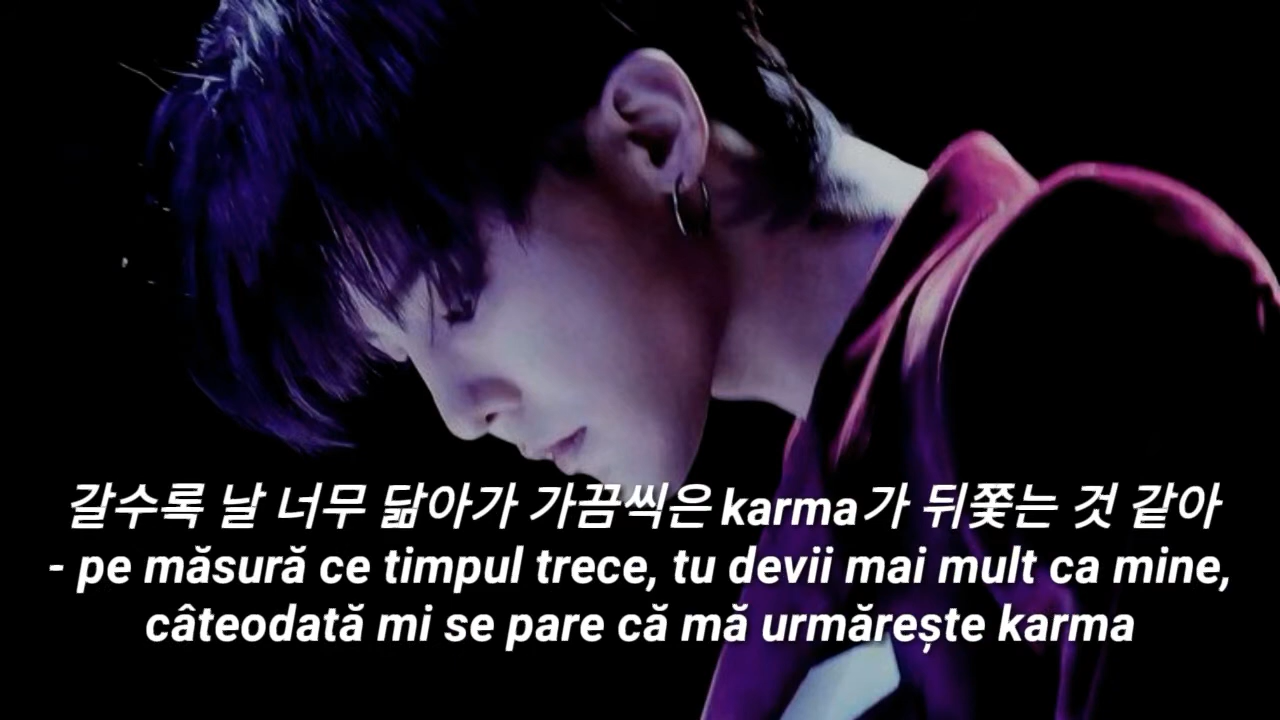 갈수록 날 너무 닮아가 가끔씩은 karma가 뒤쫓는 것 같아
- pe măsură ce timpul trece, tu devii mai mult ca mine,
câteodată mi se pare că mă urmărește karma